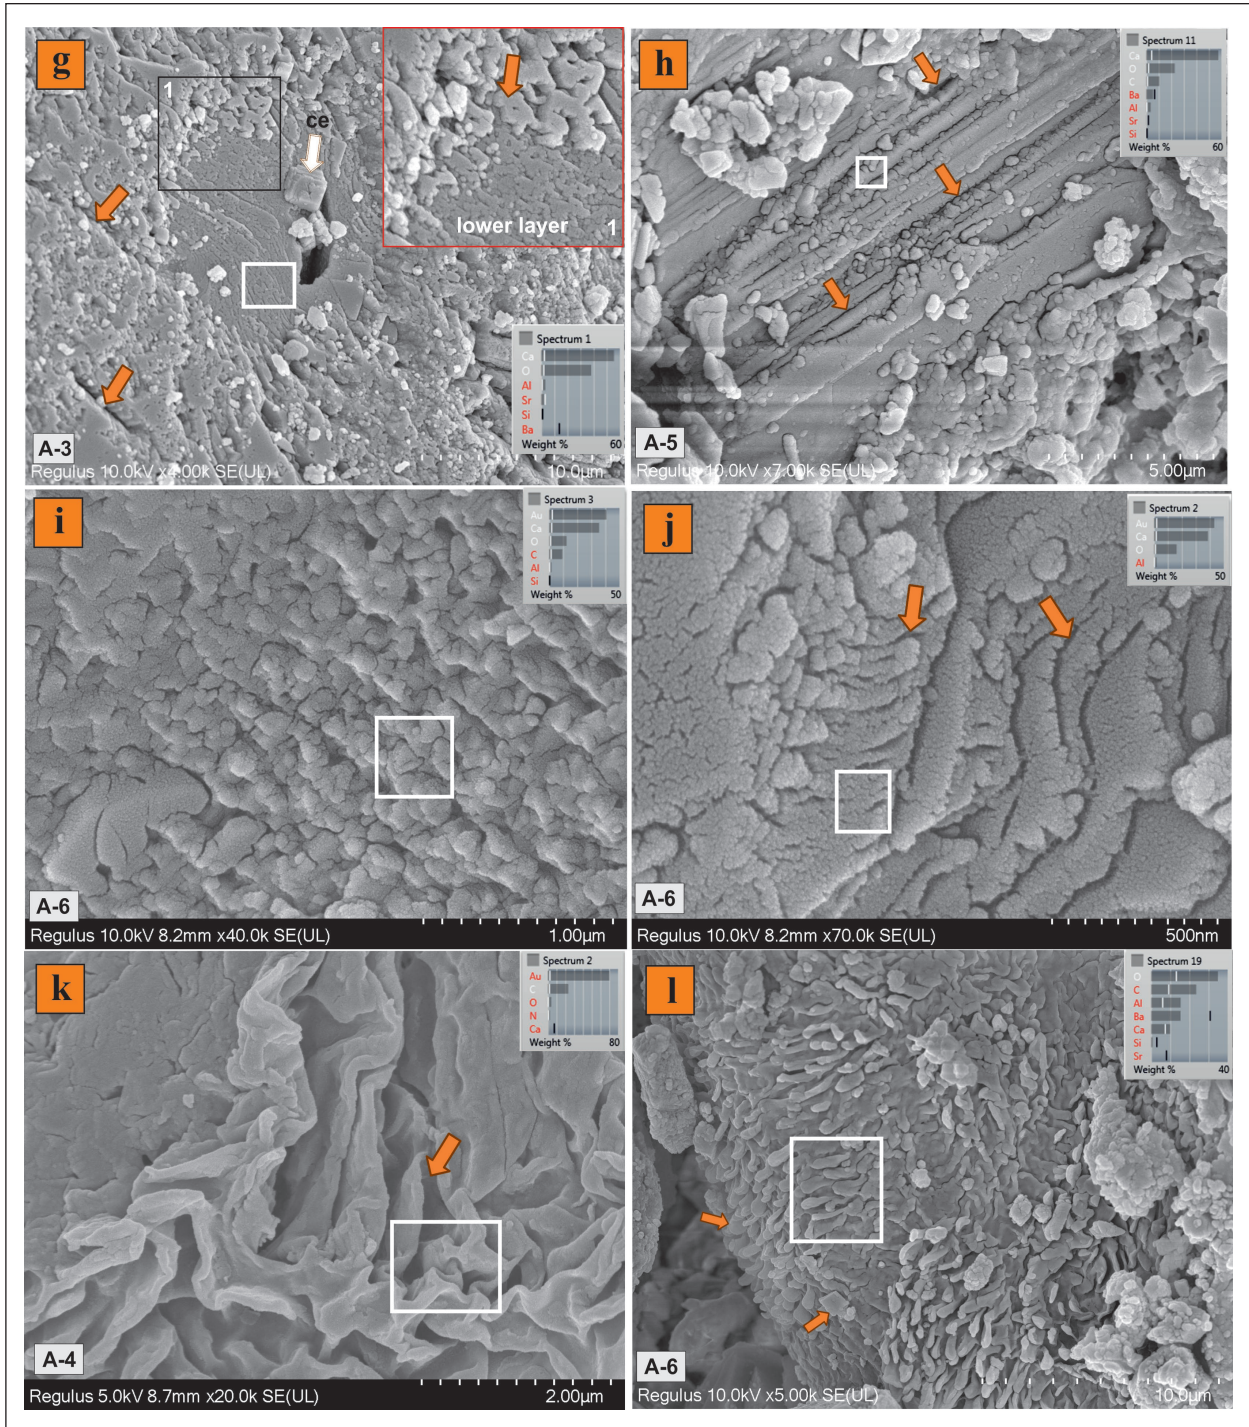 g
1
ce
lower layer
1
Spectrum 1
Ca
O
Al
Sr
Si
Ba
Weight % 60
A-3
Regulus 10.0kV x4.00k SE(UL) 10.0µm
h
Spectrum 11
Ca
O
C
Ba
Al
Sr
Si
Weight % 60
A-5
Regulus 10.0kV x7.00k SE(UL) 5.00µm
i
Spectrum 3
Au
Ca
O
C
Al
Si
Weight % 50
A-6
Regulus 10.0kV 8.2mm x40.0k SE(UL) 1.00µm
j
Spectrum 2
Au
Ca
O
Al
Weight % 50
A-6
Regulus 10.0kV 8.2mm x70.0k SE(UL) 500nm
k
Spectrum 2
Au
C
O
N
Ca
Weight % 80
A-4
Regulus 5.0kV 8.7mm x20.0k SE(UL) 2.00µm
l
Spectrum 19
O
C
Al
Ba
Ca
Si
Sr
Weight % 40
A-6
Regulus 10.0kV x5.00k SE(UL) 10.0µm